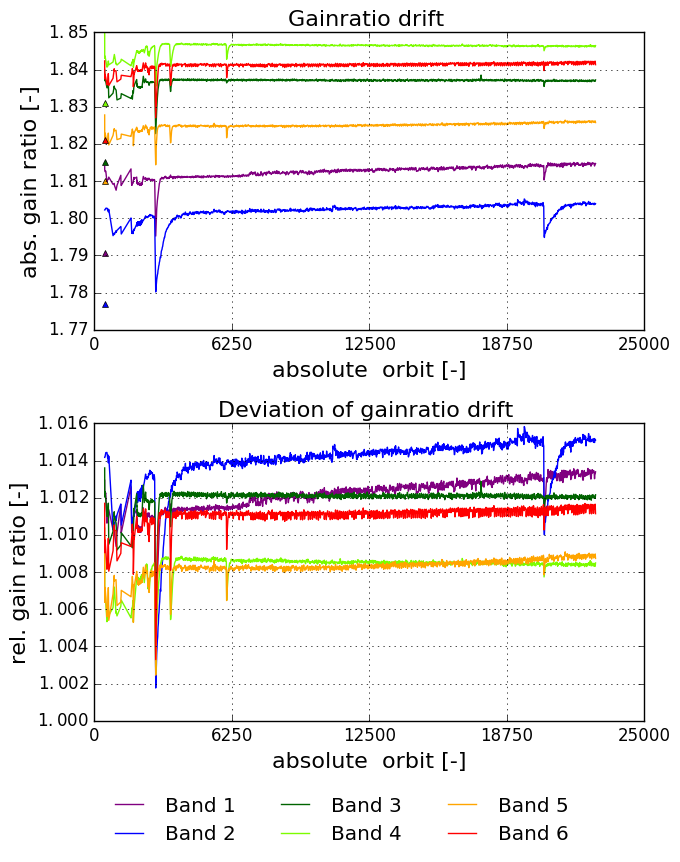 Gainratio drift
abs. gain ratio [-]
1.85
1.84
1.83
1.82
1.81
1.80
1.79
1.78
1.77
0 6250 12500 18750 25000
absolute orbit [-]
Deviation of gainratio drift
rel. gain ratio [-]
1.016
1.014
1.012
1.010
1.008
1.006
1.004
1.002
1.000
0 6250 12500 18750 25000
absolute orbit [-]
Band 1 Band 3 Band 5
Band 2 Band 4 Band 6